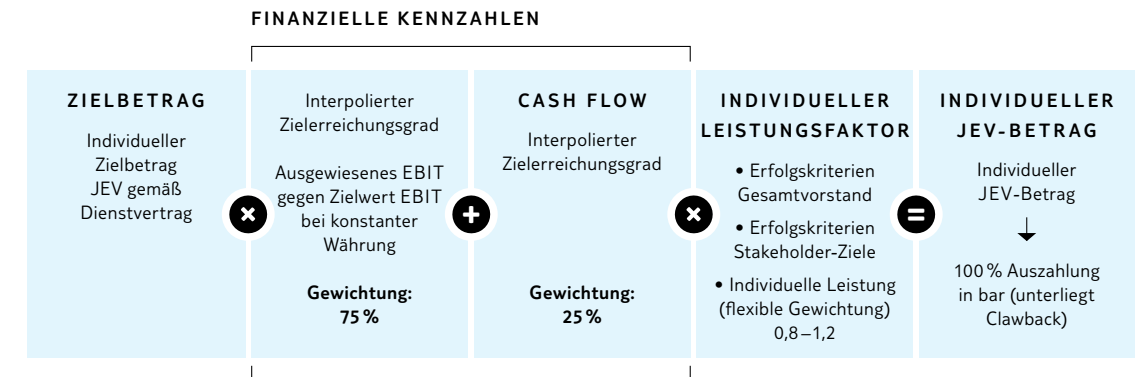 FINANZIELLE KENNZAHLEN
ZIELBETRAG
Individueller
Zielbetrag
JEV gemäß
Dienstvertrag
×
Interpolierter
Zielerreichungsgrad
Ausgewiesenes EBIT
gegen Zielwert EBIT
bei konstanter
Währung
Gewichtung:
75 %
+
CASH FLOW
Interpolierter
Zielerreichungsgrad
Gewichtung:
25 %
×
INDIVIDUELLER
LEISTUNGSFAKTOR
• Erfolgskriterien
Gesamtvorstand
• Erfolgskriterien
Stakeholder-Ziele
• Individuelle Leistung
(flexible Gewichtung)
0,8–1,2
=
INDIVIDUELLER
JEV-BETRAG
Individueller
JEV-Betrag
100 % Auszahlung
in bar (unterliegt
Clawback)